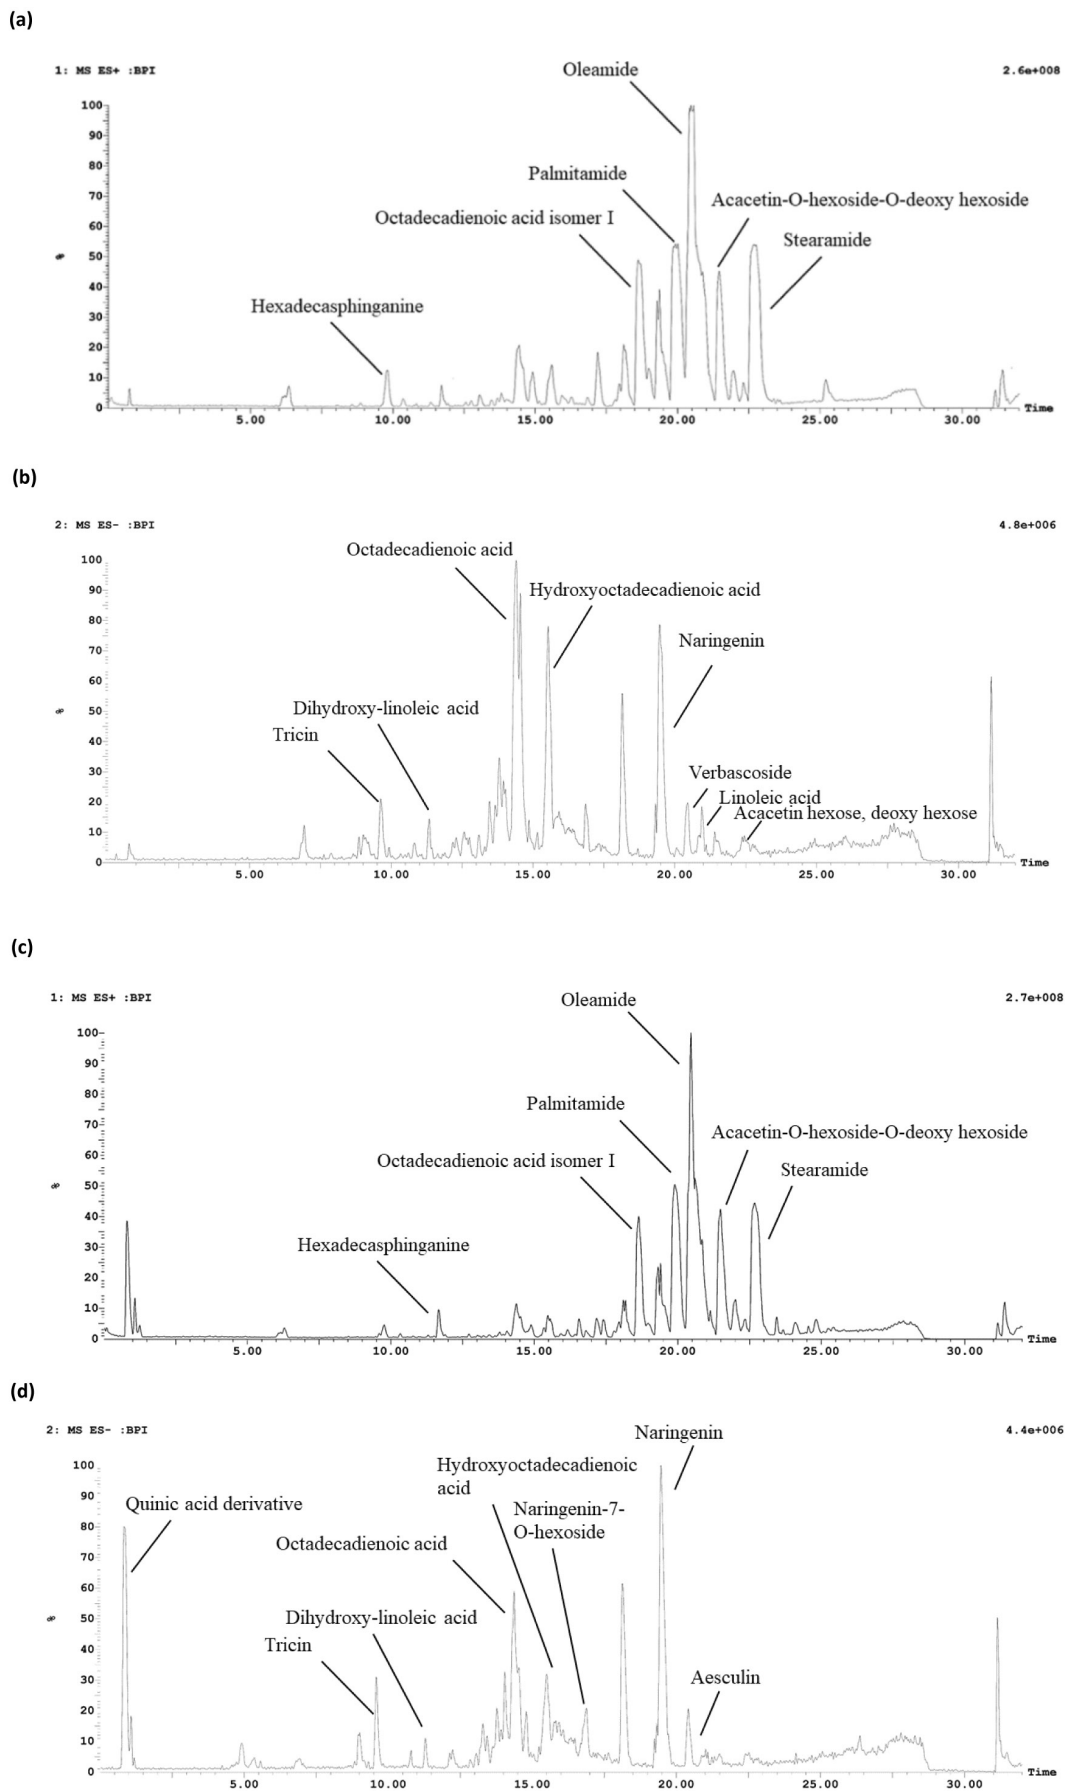 (a)
1: MS ES+ :BPI
2.6e+008
Oleamide
Palmitamide
Acacetin-O-hexoside-O-deoxy hexoside
Octadecadienoic acid isomer I
Stearamide
Hexadecasphinganine
100
90
80
70
60
50
40
30
20
10
0
%
5.00 10.00 15.00 20.00 25.00 30.00
Time
(b)
2: MS ES- :BPI
4.8e+006
Octadecadienoic acid
Hydroxyoctadecadienoic acid
Naringenin
Dihydroxy-linoleic acid
Tricin
Verbascoside
Linoleic acid
Acacetin hexose, deoxy hexose
100
90
80
70
60
50
40
30
20
10
0
%
5.00 10.00 15.00 20.00 25.00 30.00
Time
(c)
1: MS ES+ :BPI
2.7e+008
Oleamide
Palmitamide
Acacetin-O-hexoside-O-deoxy hexoside
Octadecadienoic acid isomer I
Stearamide
Hexadecasphinganine
100
90
80
70
60
50
40
30
20
10
0
%
5.00 10.00 15.00 20.00 25.00 30.00
Time
(d)
2: MS ES- :BPI
4.4e+006
Naringenin
Hydroxyoctadecadienoic
acid
Quinic acid derivative
Naringenin-7-
O-hexoside
Octadecadienoic acid
Dihydroxy-linoleic acid
Tricin
Aesculin
100
90
80
70
60
50
40
30
20
10
0
%
5.00 10.00 15.00 20.00 25.00 30.00
Time